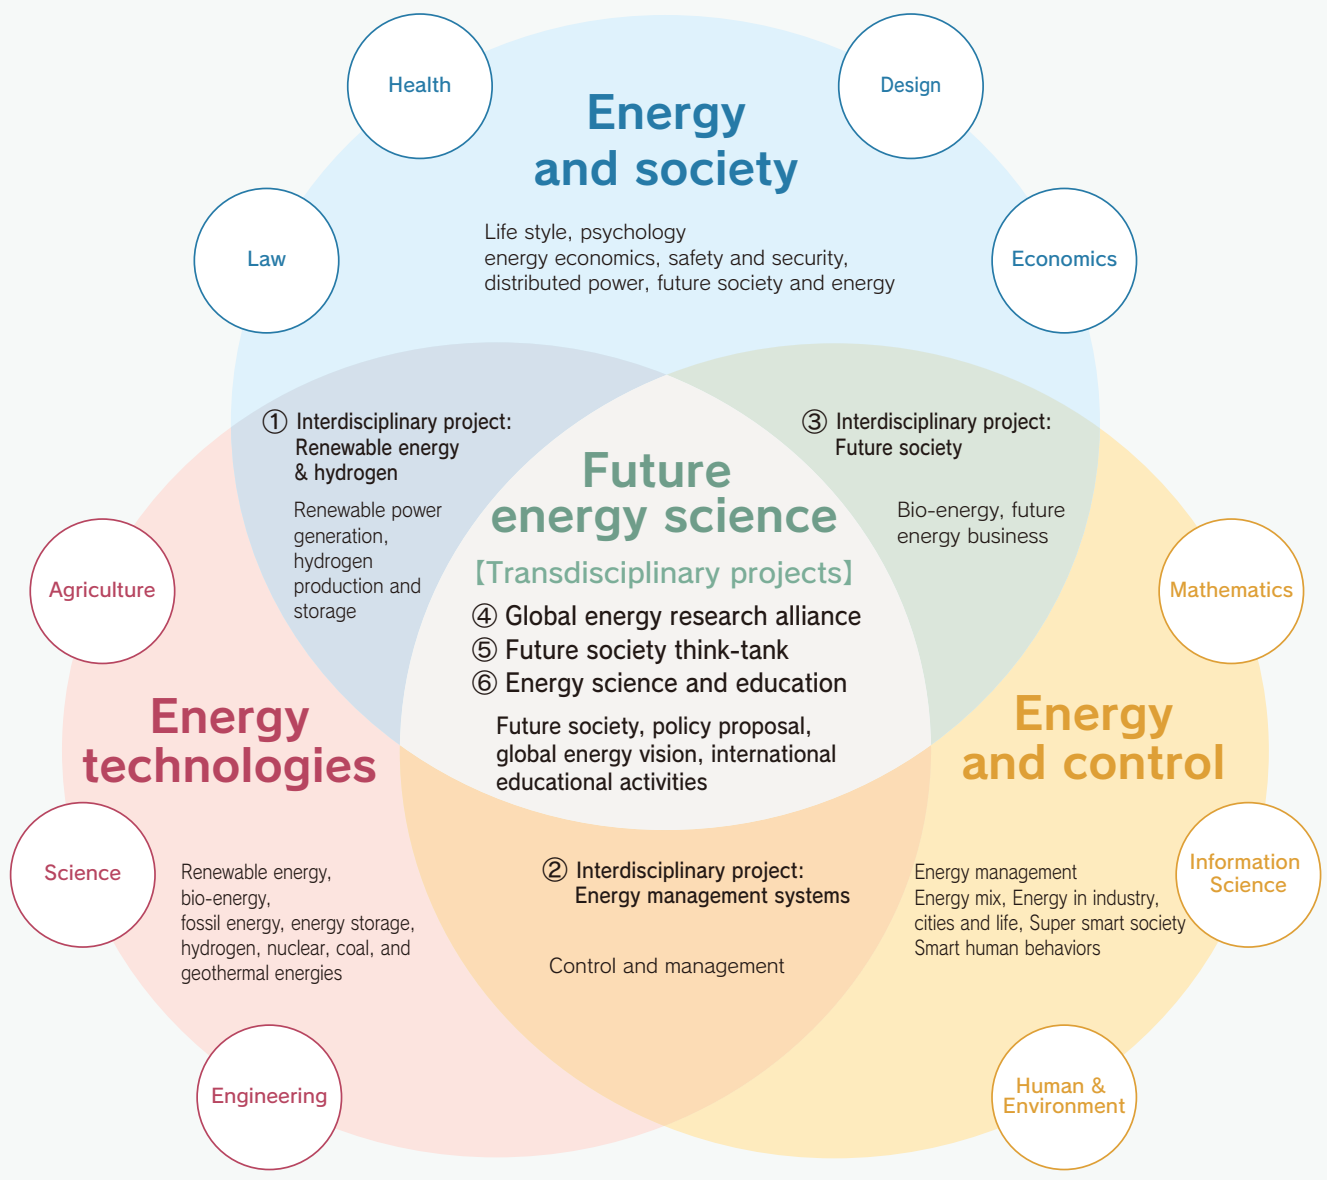 Health
Design
Energy
and society
Law
Economics
Life style, psychology
energy economics, safety and security,
distributed power, future society and energy
① Interdisciplinary project:
Renewable energy
& hydrogen
Renewable power
generation,
hydrogen
production and
storage
③ Interdisciplinary project:
Future society
Bio-energy, future
energy business
Future
energy science
【Transdisciplinary projects】
④ Global energy research alliance
⑤ Future society think-tank
⑥ Energy science and education
Future society, policy proposal,
global energy vision, international
educational activities
Agriculture
Mathematics
Energy
technologies
Energy
and control
Science
Renewable energy,
bio-energy,
fossil energy, energy storage,
hydrogen, nuclear, coal, and
geothermal energies
② Interdisciplinary project:
Energy management systems
Control and management
Energy management
Energy mix, Energy in industry,
cities and life, Super smart society
Smart human behaviors
Information
Science
Engineering
Human &
Environment